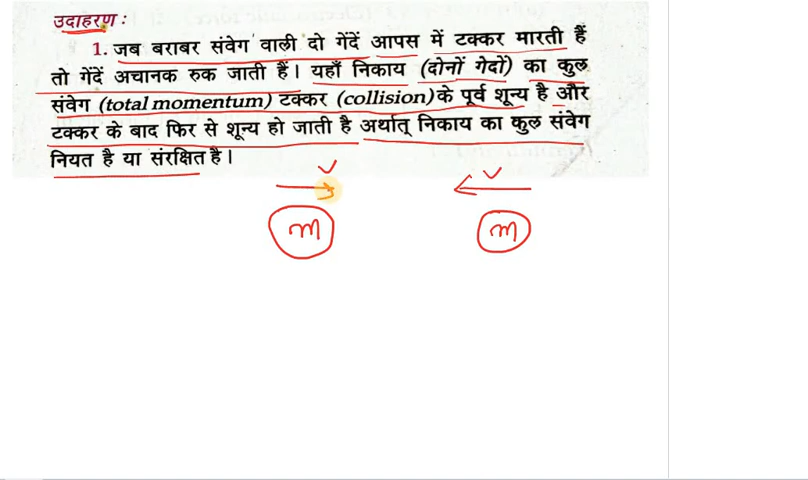 उदाहरण :
1. जब बराबर संवेग वाली दो गेंदें आपस में टक्कर मारती हैं
तो गेंदें अचानक रुक जाती हैं। यहाँ निकाय (दोनों गेदों) का कुल
संवेग (total momentum) टक्कर (collision) के पूर्व शून्य है और
टक्कर के बाद फिर से शून्य हो जाती है अर्थात् निकाय का कुल संवेग
नियत है या संरक्षित है।
v v
m m